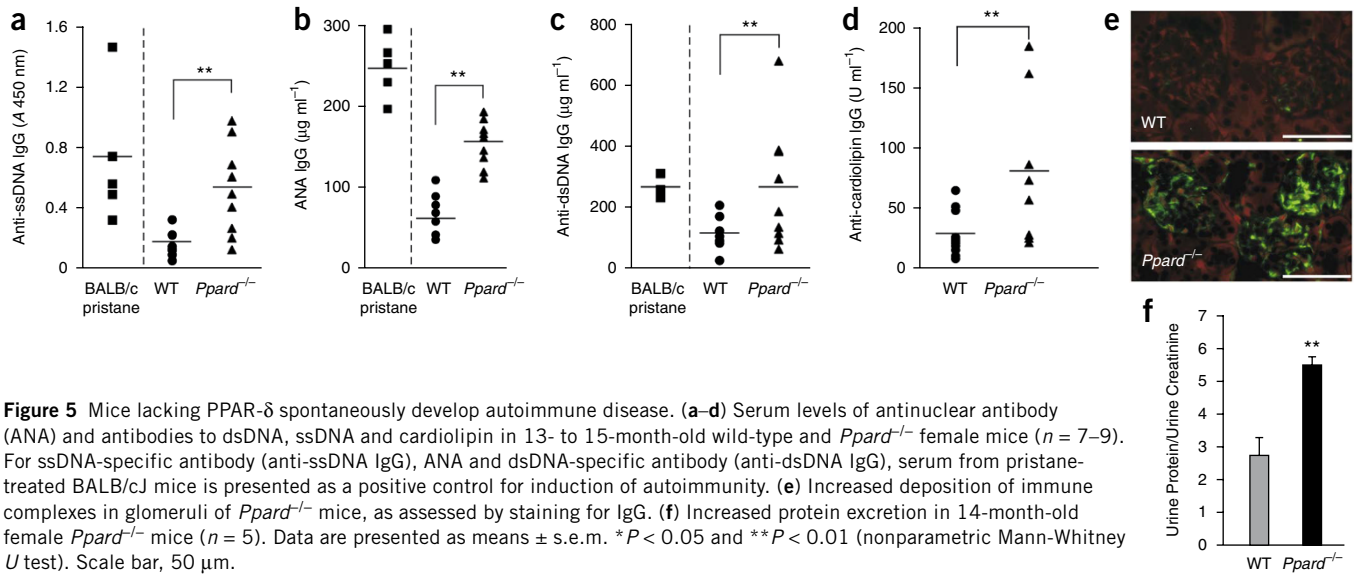 a
Anti-ssDNA IgG (A 450 nm)
1.6
1.2
0.8
0.4
0
**
BALB/c
pristane
WT
Ppard–/–
b
ANA IgG (µg ml–1)
300
200
100
0
**
BALB/c
pristane
WT
Ppard–/–
c
Anti-dsDNA IgG (µg ml–1)
800
600
400
200
0
**
BALB/c
pristane
WT
Ppard–/–
d
Anti-cardiolipin IgG (U ml–1)
200
150
100
50
0
**
WT
Ppard–/–
e
WT
Ppard–/–
f
Urine Protein/Urine Creatinine
7
6
5
4
3
2
1
0
**
WT
Ppard–/–
Figure 5 Mice lacking PPAR-δ spontaneously develop autoimmune disease. (a–d) Serum levels of antinuclear antibody
(ANA) and antibodies to dsDNA, ssDNA and cardiolipin in 13- to 15-month-old wild-type and Ppard–/– female mice (n = 7–9).
For ssDNA-specific antibody (anti-ssDNA IgG), ANA and dsDNA-specific antibody (anti-dsDNA IgG), serum from pristane-
treated BALB/cJ mice is presented as a positive control for induction of autoimmunity. (e) Increased deposition of immune
complexes in glomeruli of Ppard–/– mice, as assessed by staining for IgG. (f) Increased protein excretion in 14-month-old
female Ppard–/– mice (n = 5). Data are presented as means ± s.e.m. *P < 0.05 and **P < 0.01 (nonparametric Mann-Whitney
U test). Scale bar, 50 µm.